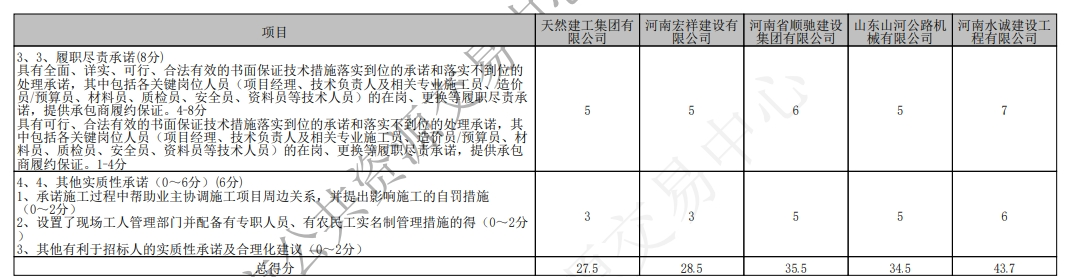 项目
天然建工集团有
限公司
河南宏祥建设有
限公司
河南省顺驰建设
集团有限公司
山东山河公路机
械有限公司
河南水诚建设工
程有限公司
3、3、履职尽责承诺(8分)
具有全面、详实、可行、合法有效的书面保证技术措施落实到位的承诺和落实不到位的
处理承诺，其中包括各关键岗位人员（项目经理、技术负责人及相关专业施工员、造价
员/预算员、材料员、质检员、安全员、资料员等技术人员）的在岗、更换等履职尽责承
诺，提供承包商履约保证。4-8分
具有可行、合法有效的书面保证技术措施落实到位的承诺和落实不到位的处理承诺，其
中包括各关键岗位人员（项目经理、技术负责人及相关专业施工员、造价员/预算员、材
料员、质检员、安全员、资料员等技术人员）的在岗、更换等履职尽责承诺，提供承包
商履约保证。1-4分
5
5
6
5
7
4、4、其他实质性承诺（0～6分）(6分)
1、承诺施工过程中帮助业主协调施工项目周边关系，并提出影响施工的自罚措施
（0～2分）
2、设置了现场工人管理部门并配备有专职人员、有农民工实名制管理措施的得（0～2分
）
3、其他有利于招标人的实质性承诺及合理化建议（0～2分）
3
3
5
5
6
总得分
27.5
28.5
35.5
34.5
43.7
公共资源交易中心
交易中心